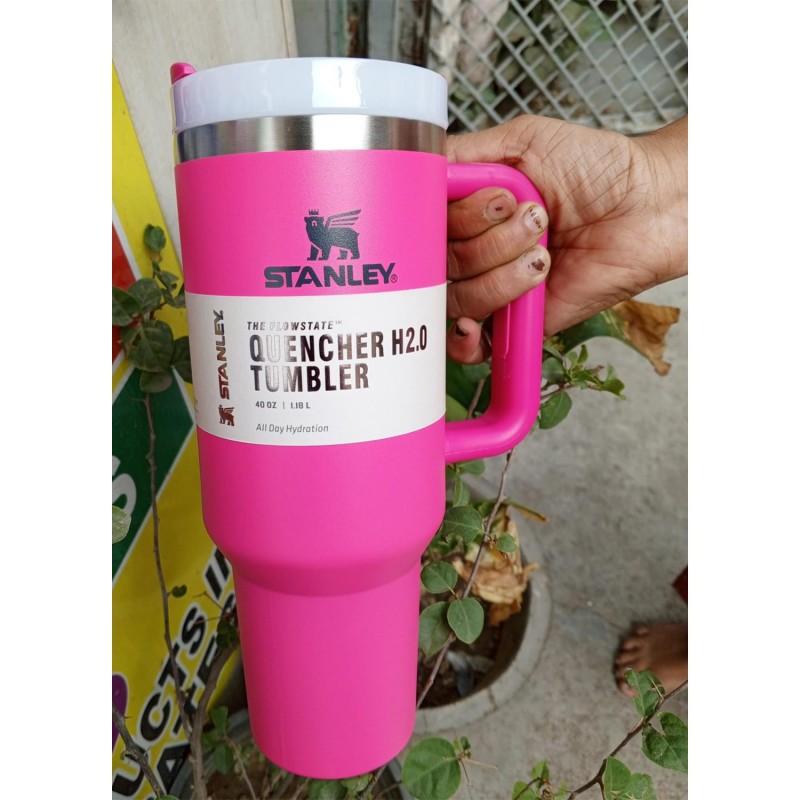 STANLEY®
STANLEY
THE FLOWSTATE™
QUENCHER H2.0
TUMBLER
40 OZ | 1.18 L
All Day Hydration